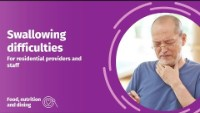 Swallowing
difficulties
For residential providers and
staff
Food, nutrition
and dining